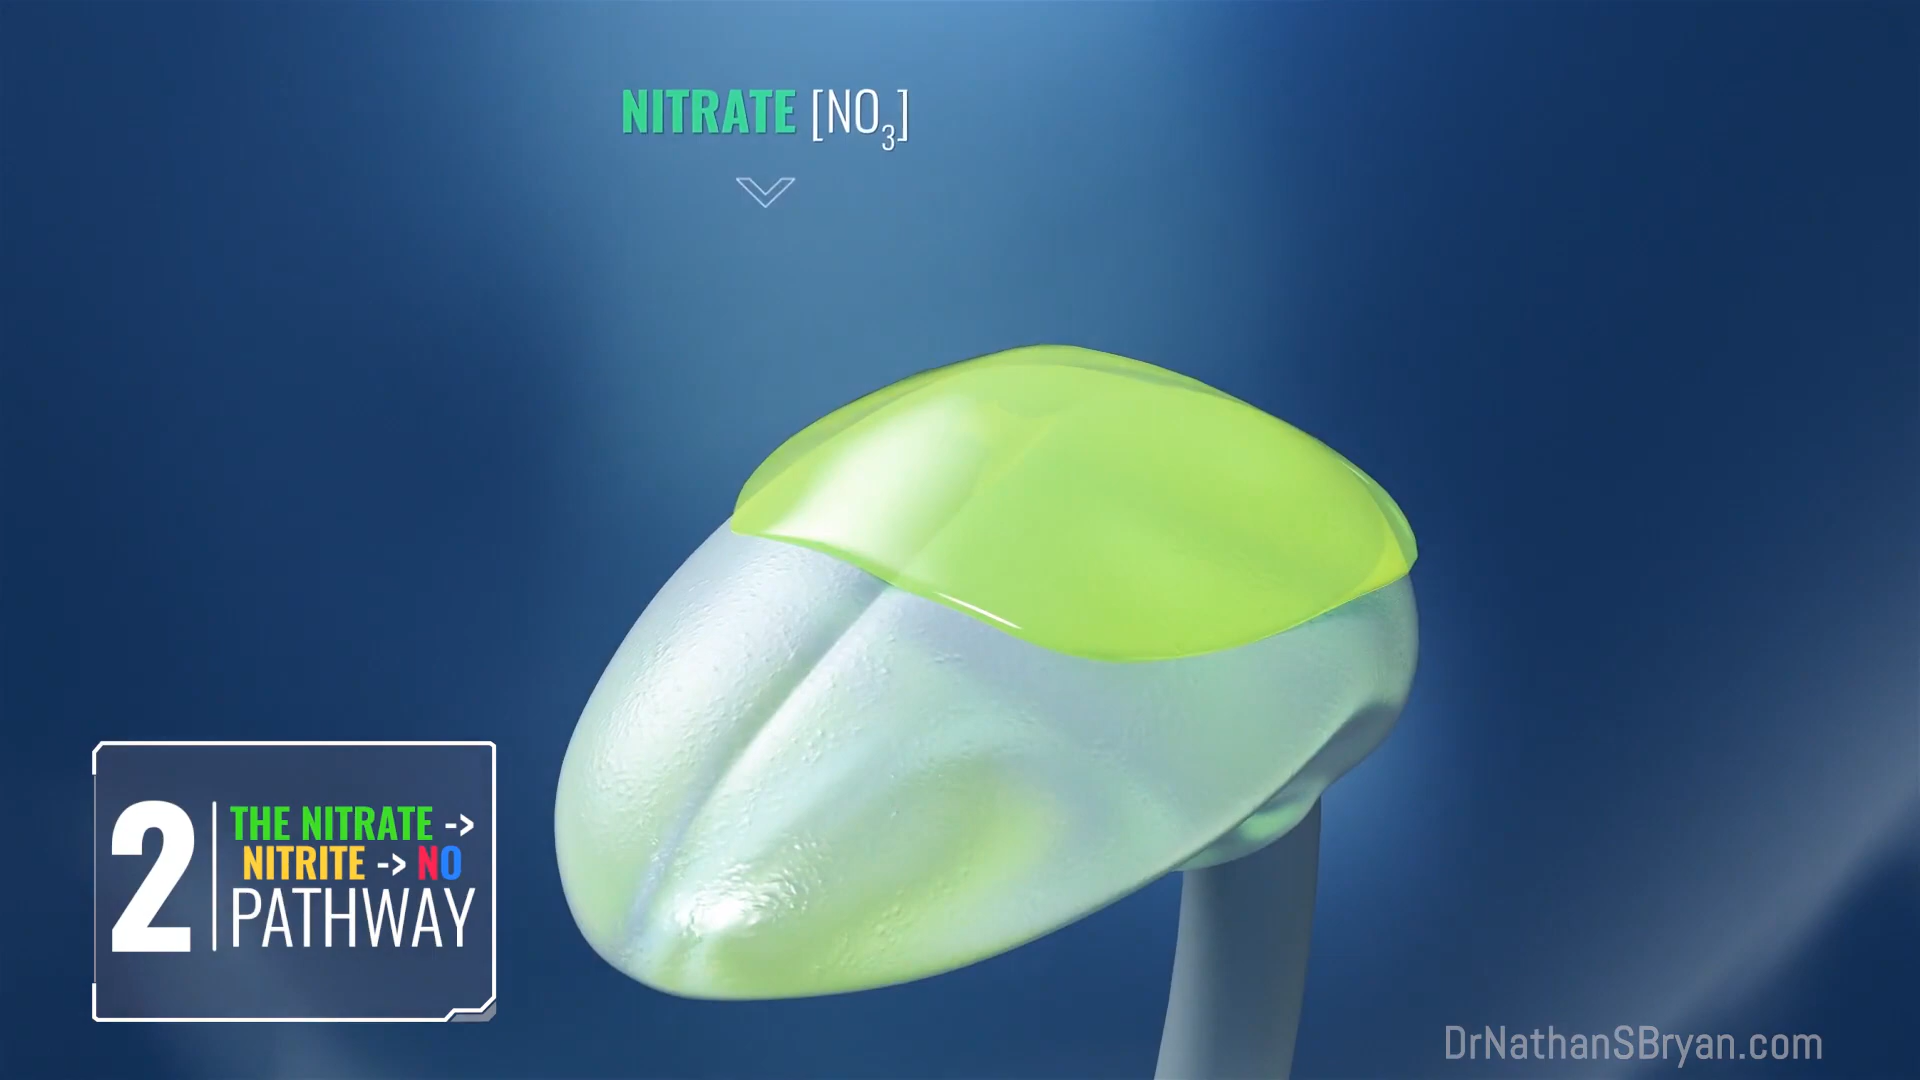 NITRATE [NO₃]
2
THE NITRATE ->
NITRITE -> NO
PATHWAY
DrNathanSBryan.com